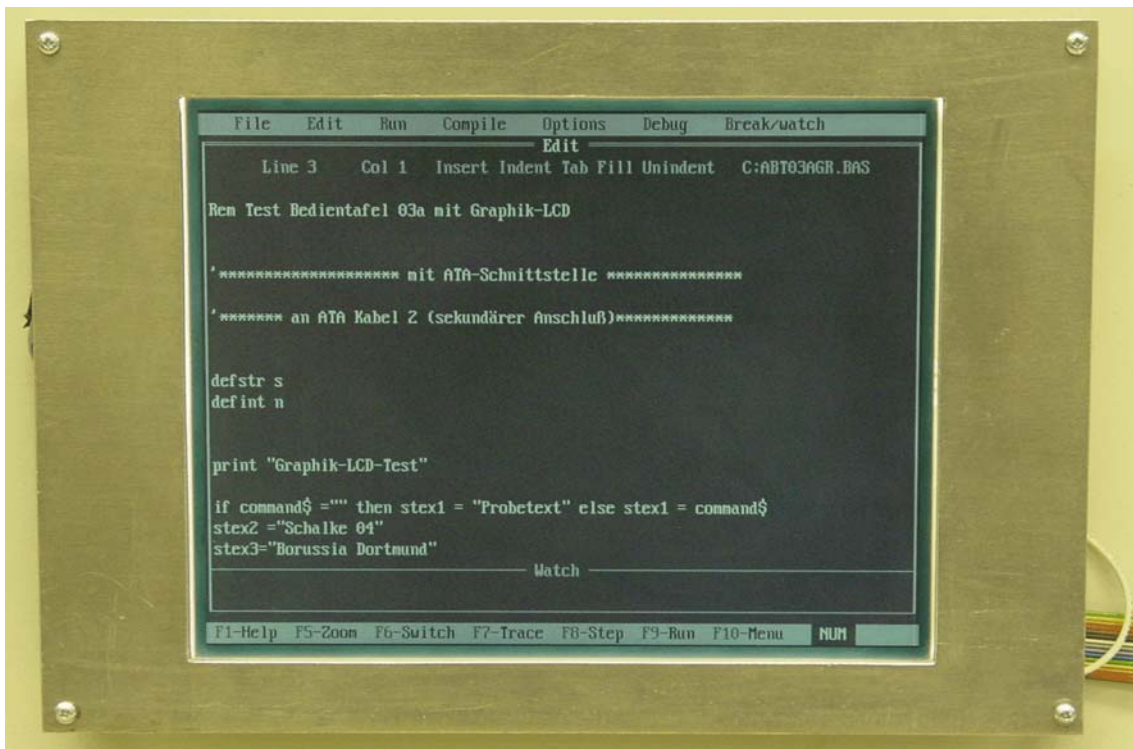 File Edit Run Compile Options Debug Break/watch
Edit
Line 3 Col 1 Insert Indent Tab Fill Unindent C:ABT03AGR.BAS
Rem Test Bedientafel 03a mit Graphik-LCD
'******************** mit ATA-Schnittstelle ***************
'******* an ATA Kabel 2 (sekundärer Anschluß)*************
defstr s
defint n
print "Graphik-LCD-Test"
if command$ ="" then stex1 = "Probetext" else stex1 = command$
stex2 ="Schalke 04"
stex3="Borussia Dortmund"
Watch
F1-Help F5-Zoom F6-Switch F7-Trace F8-Step F9-Run F10-Menu NUM